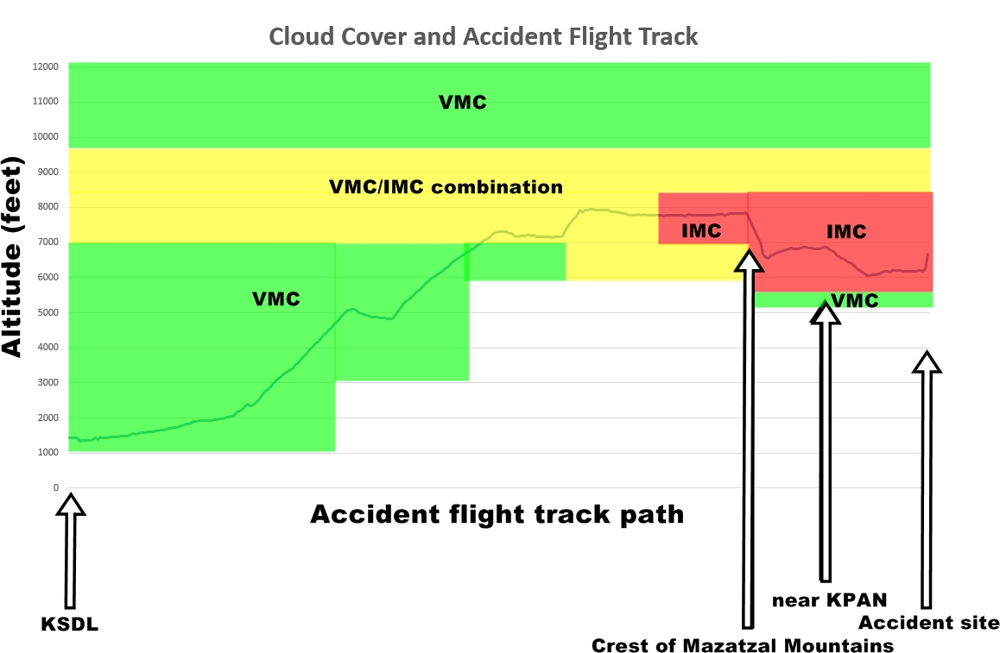 Cloud Cover and Accident Flight Track
Altitude (feet)
12000
11000
10000
9000
8000
7000
6000
5000
4000
3000
2000
1000
0
VMC
VMC/IMC combination
IMC
IMC
VMC
VMC
Accident flight track path
KSDL
near KPAN
Accident site
Crest of Mazatzal Mountains